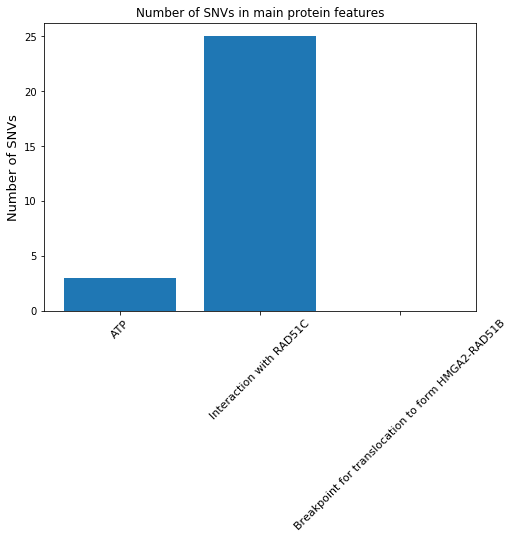 Number of SNVs in main protein features
Number of SNVs
25
20
15
10
5
0
ATP
Interaction with RAD51C
Breakpoint for translocation to form HMGA2-RAD51B